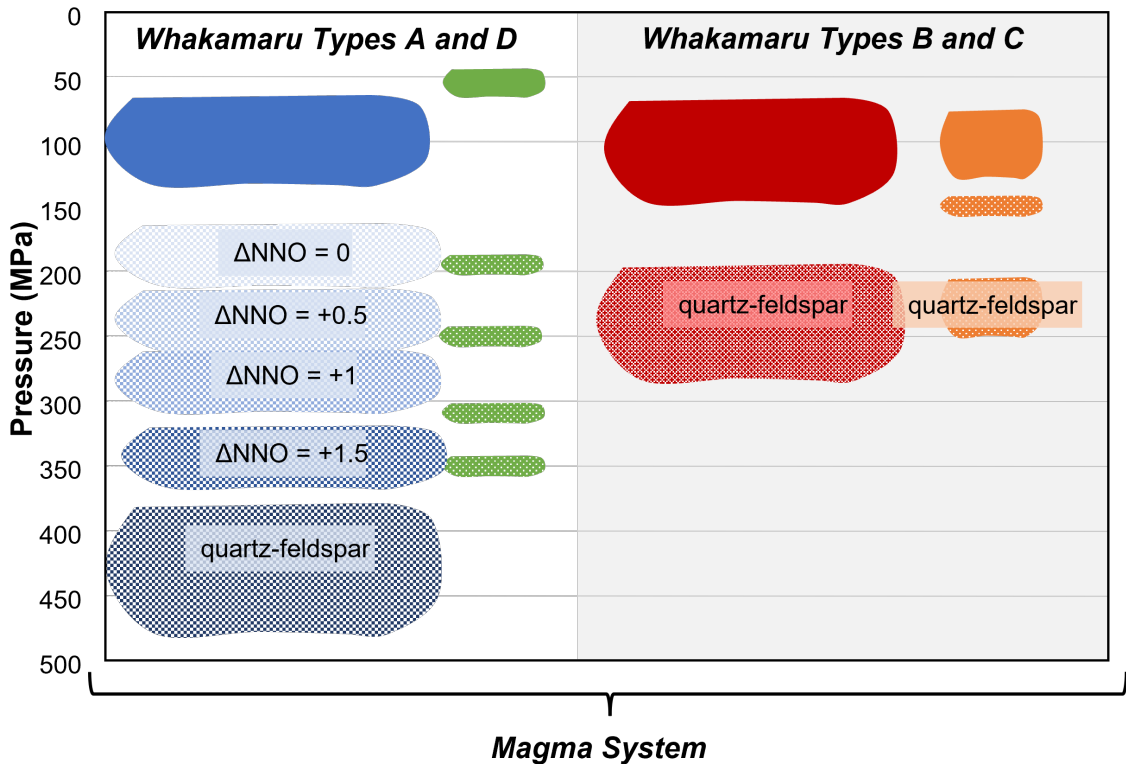 Whakamaru Types A and D
Whakamaru Types B and C
Pressure (MPa)
0
50
100
150
200
250
300
350
400
450
500
ΔNNO = 0
ΔNNO = +0.5
ΔNNO = +1
ΔNNO = +1.5
quartz-feldspar
quartz-feldspar
quartz-feldspar
Magma System